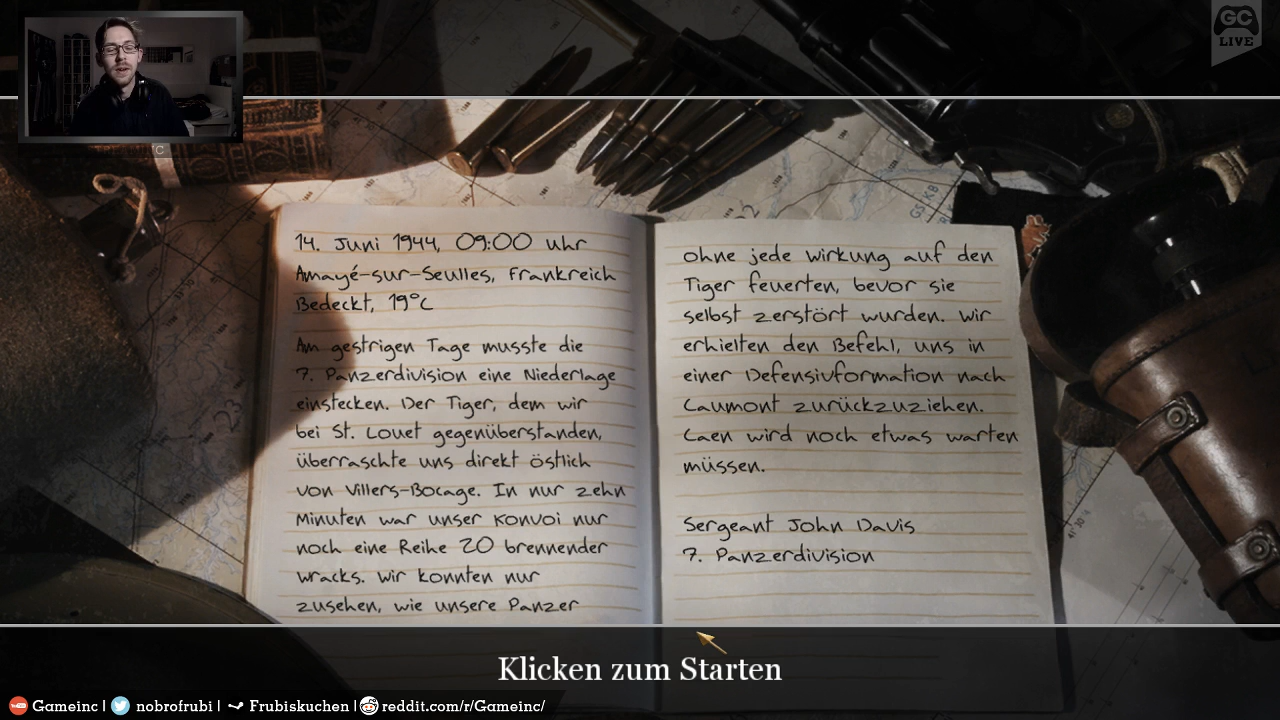 GC
LIVE
14. Juni 1944, 09:00 Uhr
Amayé-sur-Seulles, Frankreich
Bedeckt, 19°C
Am gestrigen Tage musste die
7. Panzerdivision eine Niederlage
einstecken. Der Tiger, dem wir
bei St. Louet gegenüberstanden,
überraschte uns direkt östlich
von Villers-Bocage. In nur zehn
Minuten war unser Konvoi nur
noch eine Reihe 20 brennender
Wracks. Wir konnten nur
zusehen, wie unsere Panzer
ohne jede Wirkung auf den
Tiger feuerten, bevor sie
selbst zerstört wurden. Wir
erhielten den Befehl, uns in
einer Defensivformation nach
Caumont zurückzuziehen.
Caen wird noch etwas warten
müssen.
Sergeant John Davis
7. Panzerdivision
Klicken zum Starten
Gameinc | nobrofrubi | Frubiskuchen | reddit.com/r/Gameinc/